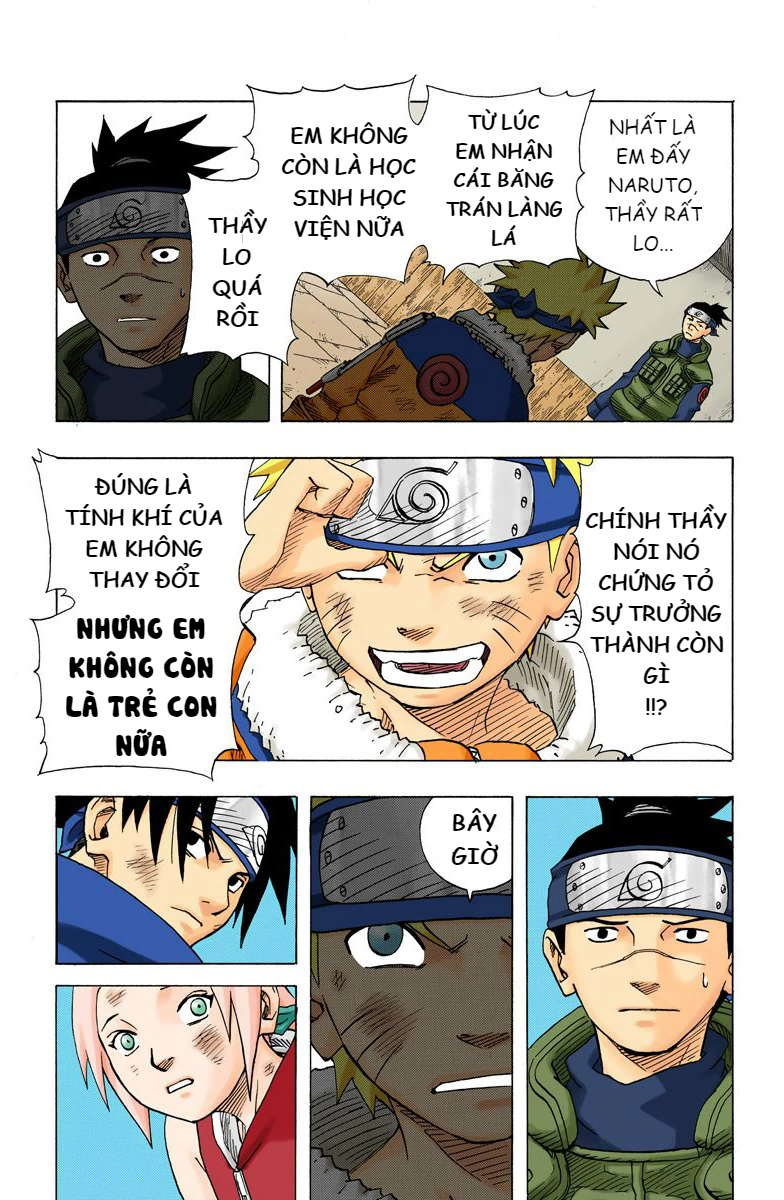 NHẤT LÀ
EM ĐẤY
NARUTO,
THẦY RẤT
LO...
TỪ LÚC
EM NHẬN
CÁI BĂNG
TRÁN LÀNG
LÁ
EM KHÔNG
CÒN LÀ HỌC
SINH HỌC
VIỆN NỮA
THẦY
LO
QUÁ
RỒI
CHÍNH THẦY
NÓI NÓ
CHỨNG TỎ
SỰ TRƯỞNG
THÀNH CÒN
GÌ
!!?
ĐÚNG LÀ
TÍNH KHÍ CỦA
EM KHÔNG
THAY ĐỔI
NHƯNG EM
KHÔNG CÒN
LÀ TRẺ CON
NỮA
BÂY
GIỜ